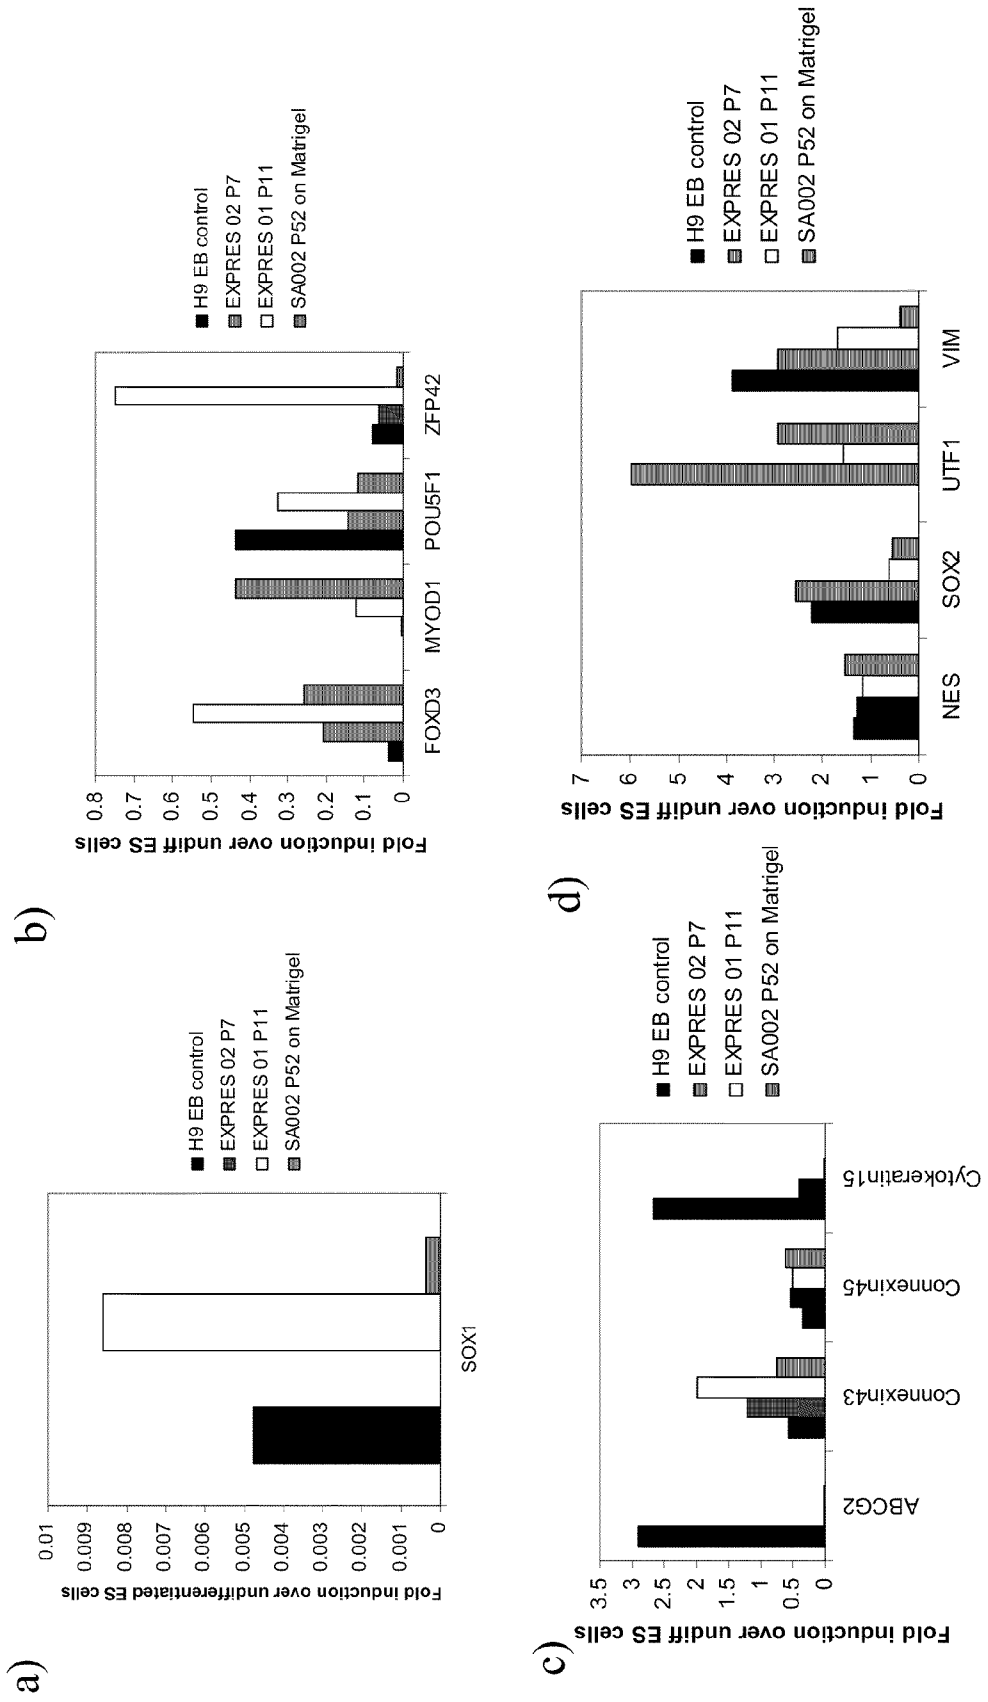 a)
Fold induction over undifferentiated ES cells
0.01
0.009
0.008
0.007
0.006
0.005
0.004
0.003
0.002
0.001
0
SOX1
H9 EB control
EXPRES 02 P7
EXPRES 01 P11
SA002 P52 on Matrigel
b)
Fold induction over undiff ES cells
0.8
0.7
0.6
0.5
0.4
0.3
0.2
0.1
0
FOXD3 MYOD1 POU5F1 ZFP42
H9 EB control
EXPRES 02 P7
EXPRES 01 P11
SA002 P52 on Matrigel
c)
Fold induction over undiff ES cells
3.5
3
2.5
2
1.5
1
0.5
0
ABCG2 Connexin43 Connexin45 Cytokeratin15
H9 EB control
EXPRES 02 P7
EXPRES 01 P11
SA002 P52 on Matrigel
d)
Fold induction over undiff ES cells
7
6
5
4
3
2
1
0
NES SOX2 UTF1 VIM
H9 EB control
EXPRES 02 P7
EXPRES 01 P11
SA002 P52 on Matrigel